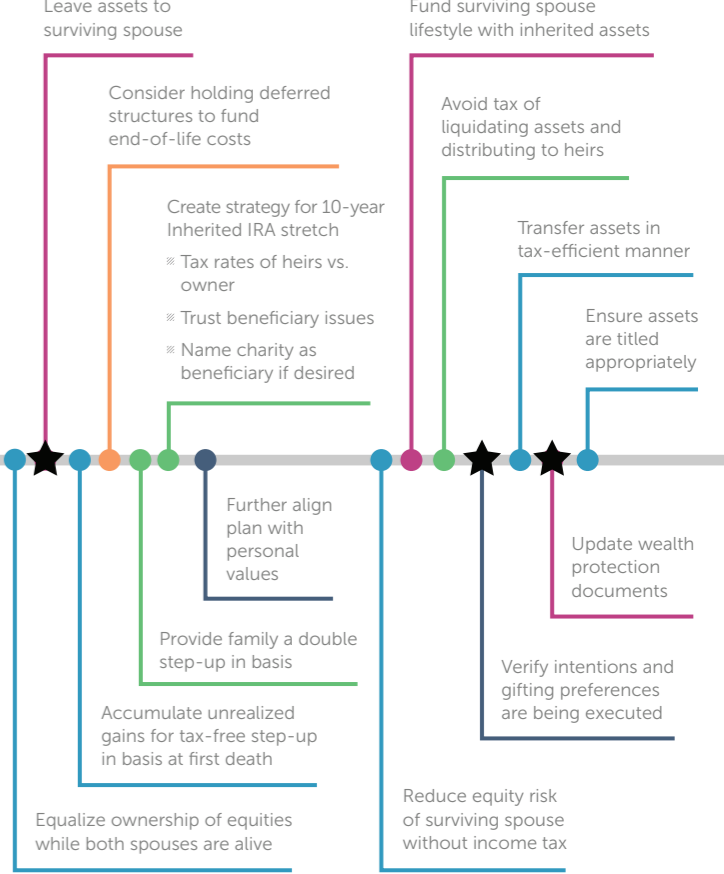 Leave assets to
surviving spouse
Fund surviving spouse
lifestyle with inherited assets
Consider holding deferred
structures to fund
end-of-life costs
Avoid tax of
liquidating assets and
distributing to heirs
Create strategy for 10-year
Inherited IRA stretch
Tax rates of heirs vs.
owner
Trust beneficiary issues
Name charity as
beneficiary if desired
Transfer assets in
tax-efficient manner
Ensure assets
are titled
appropriately
Further align
plan with
personal
values
Update wealth
protection
documents
Provide family a double
step-up in basis
Verify intentions and
gifting preferences
are being executed
Accumulate unrealized
gains for tax-free step-up
in basis at first death
Reduce equity risk
of surviving spouse
without income tax
Equalize ownership of equities
while both spouses are alive